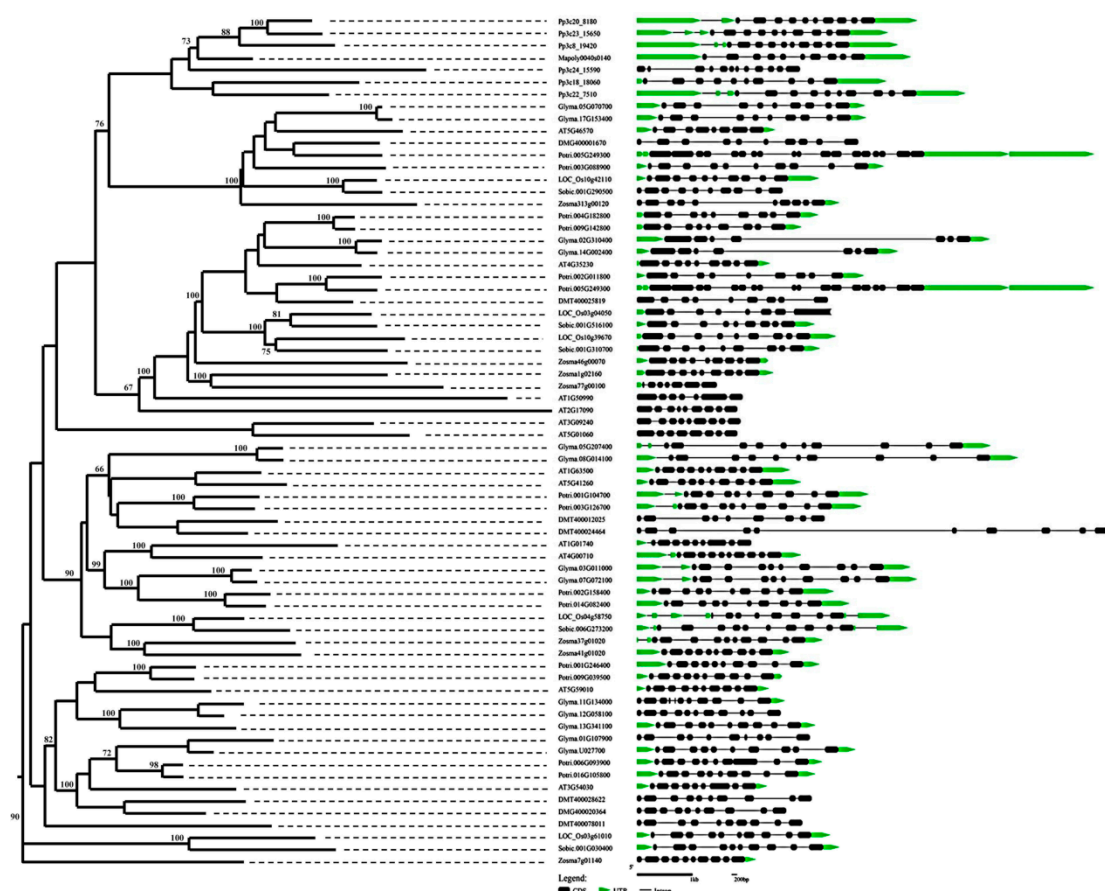 100 Pp3c20_8180
88 Pp3c23_15650
73 Pp3c8_19420
Mapoly0040s0140
Pp3c24_15590
Pp3c18_18060
Pp3c22_7510
100 Glyma.05G070700
Glyma.17G153400
76 AT5G46570
DMG400001670
Potri.005G249300
Potri.003G088900
100 100 LOC_Os10g42110
Sobic.001G290500
Zosma313g00120
100 Potri.004G182800
Potri.009G142800
100 Glyma.02G310400
Glyma.14G002400
AT4G35230
100 Potri.002G011800
Potri.005G249300
DMT400025819
81 LOC_Os03g04050
100 Sobic.001G516100
LOC_Os10g39670
75 Sobic.001G310700
Zosma46g00070
100 100 Zosma1g02160
67 Zosma77g00100
AT1G50990
AT2G17090
AT3G09240
AT5G01060
Glyma.05G207400
Glyma.08G014100
66 AT1G63500
AT5G41260
100 Potri.001G104700
Potri.003G126700
DMT400012025
DMT400024464
100 AT1G01740
AT4G00710
99 100 Glyma.03G011000
90 Glyma.07G072100
100 Potri.002G158400
Potri.014G082400
100 LOC_Os04g58750
Sobic.006G273200
100 Zosma37g01020
Zosma41g01020
100 Potri.001G246400
Potri.009G039500
AT5G59010
Glyma.11G134000
100 Glyma.12G058100
Glyma.13G341100
82 Glyma.01G107900
72 Glyma.U027700
98 Potri.006G093900
Potri.016G105800
100 AT3G54030
DMT400028622
DMG400020364
DMT400078011
90 100 LOC_Os03g61010
Sobic.001G030400
Zosma7g01140
5'
Legend: 1kb 200bp
CDS UTR Intron